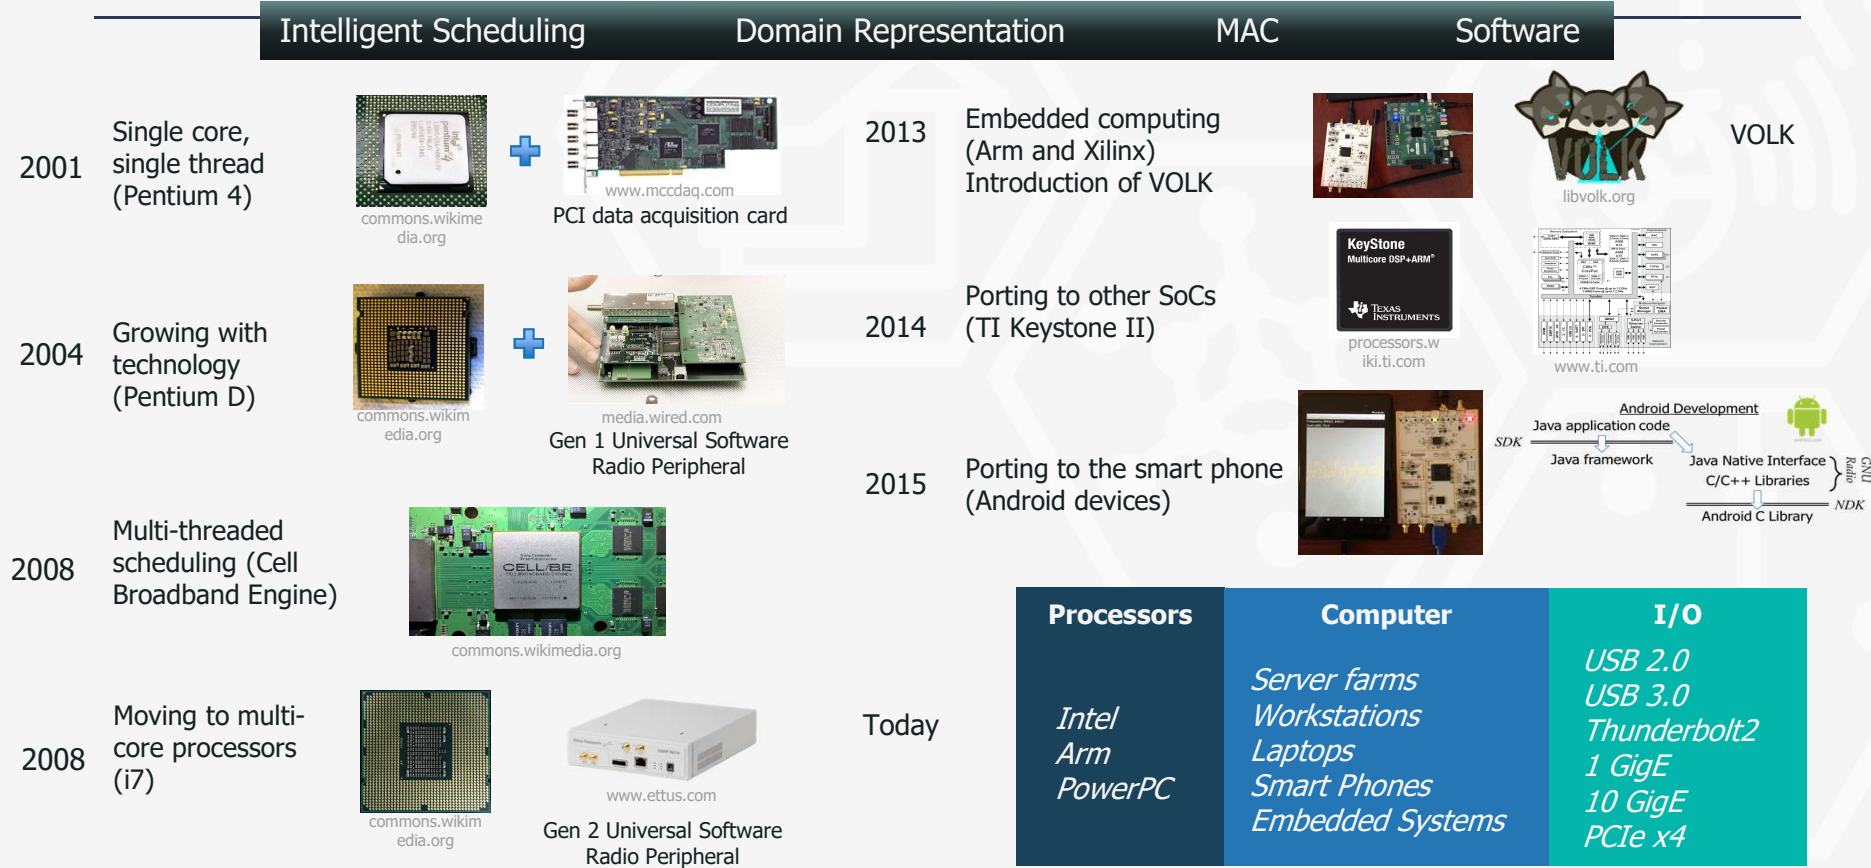 Intelligent Scheduling
Domain Representation
MAC
Software
2001
Single core,
single thread
(Pentium 4)
commons.wikime
dia.org
www.mccdaq.com
PCI data acquisition card
2004
Growing with
technology
(Pentium D)
commons.wikim
edia.org
media.wired.com
Gen 1 Universal Software
Radio Peripheral
2008
Multi-threaded
scheduling (Cell
Broadband Engine)
CELL/B.E
commons.wikimedia.org
2008
Moving to multi-
core processors
(i7)
commons.wikim
edia.org
www.ettus.com
Gen 2 Universal Software
Radio Peripheral
2013
Embedded computing
(Arm and Xilinx)
Introduction of VOLK
VOLK
libvolk.org
VOLK
2014
Porting to other SoCs
(TI Keystone II)
KeyStone
Multicore DSP+ARM®
TEXAS
INSTRUMENTS
processors.w
iki.ti.com
www.ti.com
2015
Porting to the smart phone
(Android devices)
Android Development
Java application code
SDK
Java framework
Java Native Interface
C/C++ Libraries
GNU
Radio
NDK
Android C Library
Today
Processors
Intel
Arm
PowerPC
Computer
Server farms
Workstations
Laptops
Smart Phones
Embedded Systems
I/O
USB 2.0
USB 3.0
Thunderbolt2
1 GigE
10 GigE
PCIe x4